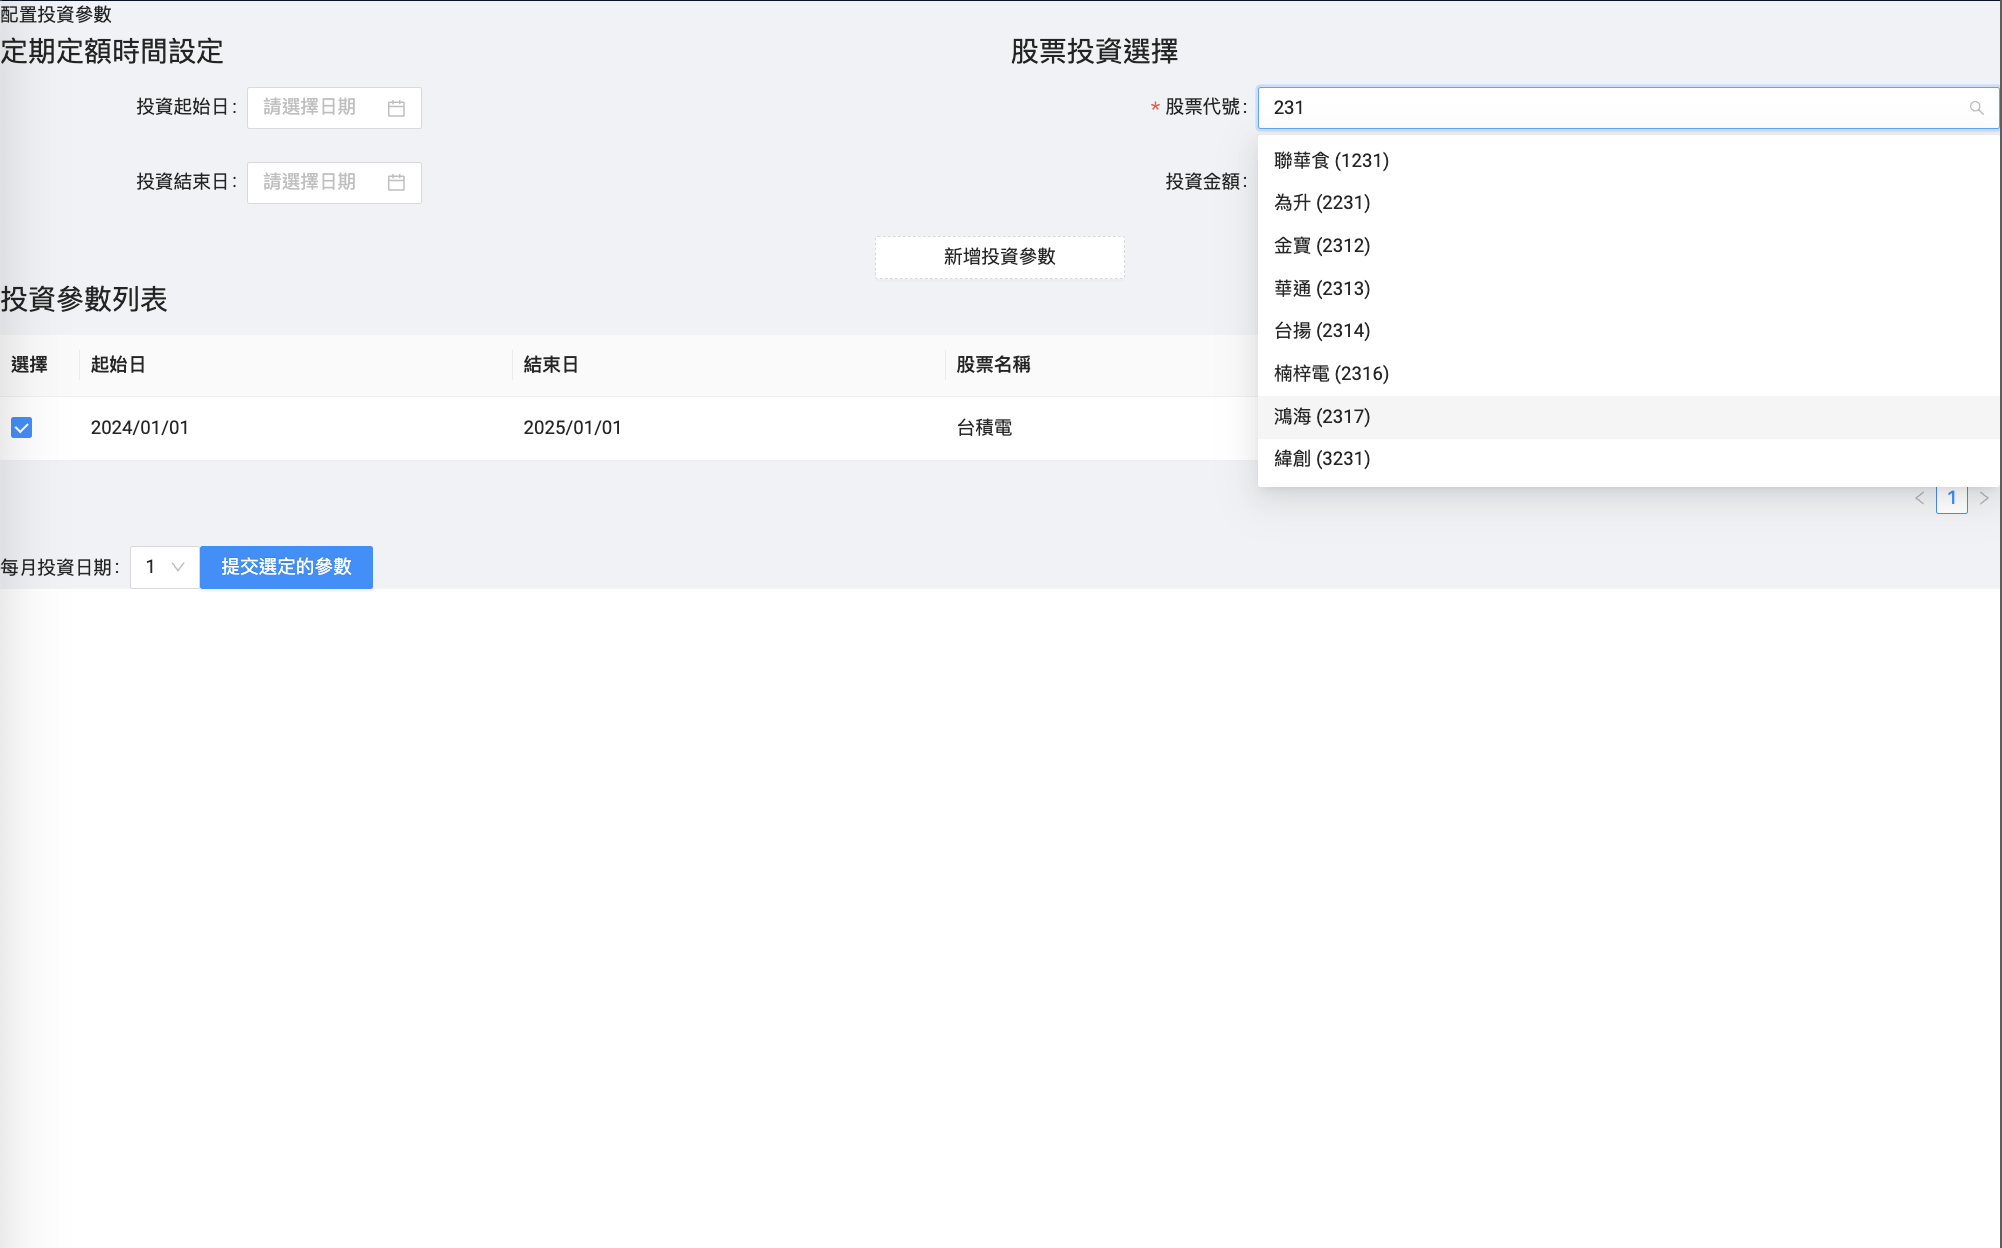 配置投資參數
定期定額時間設定
投資起始日: 請選擇日期
投資結束日: 請選擇日期
股票投資選擇
* 股票代號: 231
投資金額:
聯華食 (1231)
為升 (2231)
金寶 (2312)
華通 (2313)
台揚 (2314)
楠梓電 (2316)
鴻海 (2317)
緯創 (3231)
新增投資參數
投資參數列表
選擇 起始日 結束日 股票名稱
2024/01/01 2025/01/01 台積電
< 1 >
每月投資日期: 1 提交選定的參數